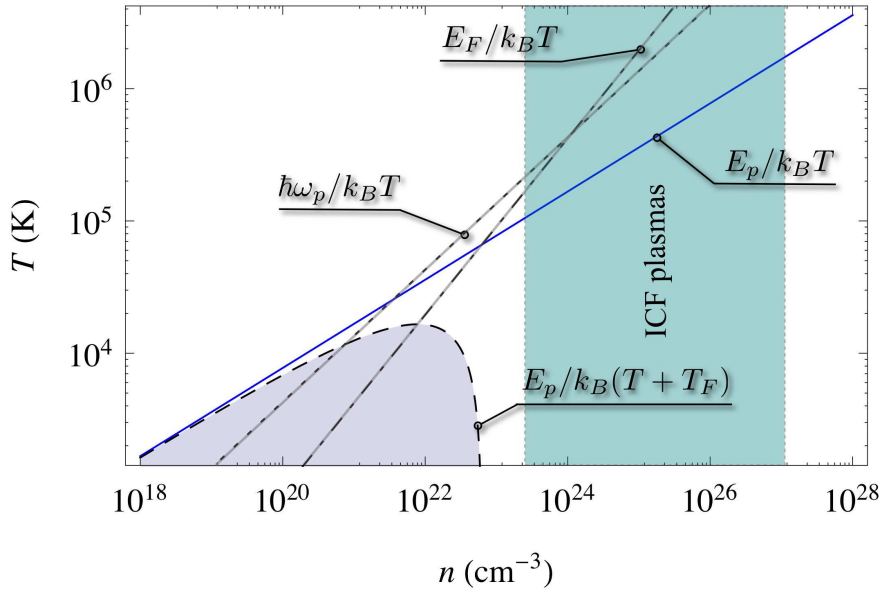 E_F/k_BT
10^6
E_p/k_BT
ħω_p/k_BT
10^5
T (K)
ICF plasmas
10^4
E_p/k_B(T + T_F)
10^18 10^20 10^22 10^24 10^26 10^28
n (cm^−3)